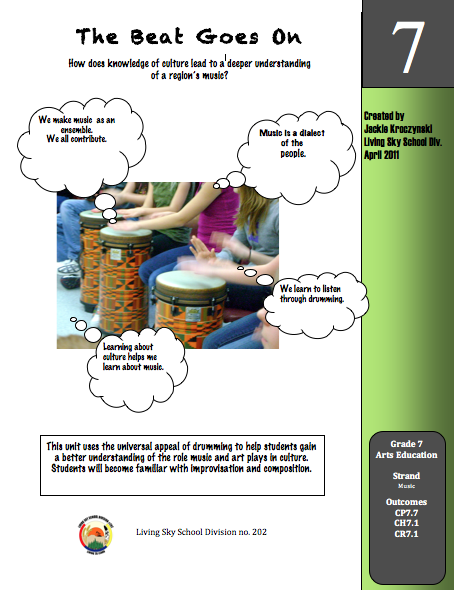 The Beat Goes On
How does knowledge of culture lead to a deeper understanding
of a region's music?
7
Created by
Jackie Kroczynski
Living Sky School Div.
April 2011
We make music as an
ensemble.
We all contribute.
Music is a dialect
of the
people.
We learn to listen
through drumming.
Learning about
culture helps me
learn about music.
This unit uses the universal appeal of drumming to help students gain
a better understanding of the role music and art plays in culture.
Students will become familiar with improvisation and composition.
Grade 7
Arts Education
Strand
Music
Outcomes
CP7.7
CH7.1
CR7.1
Living Sky School Division no. 202